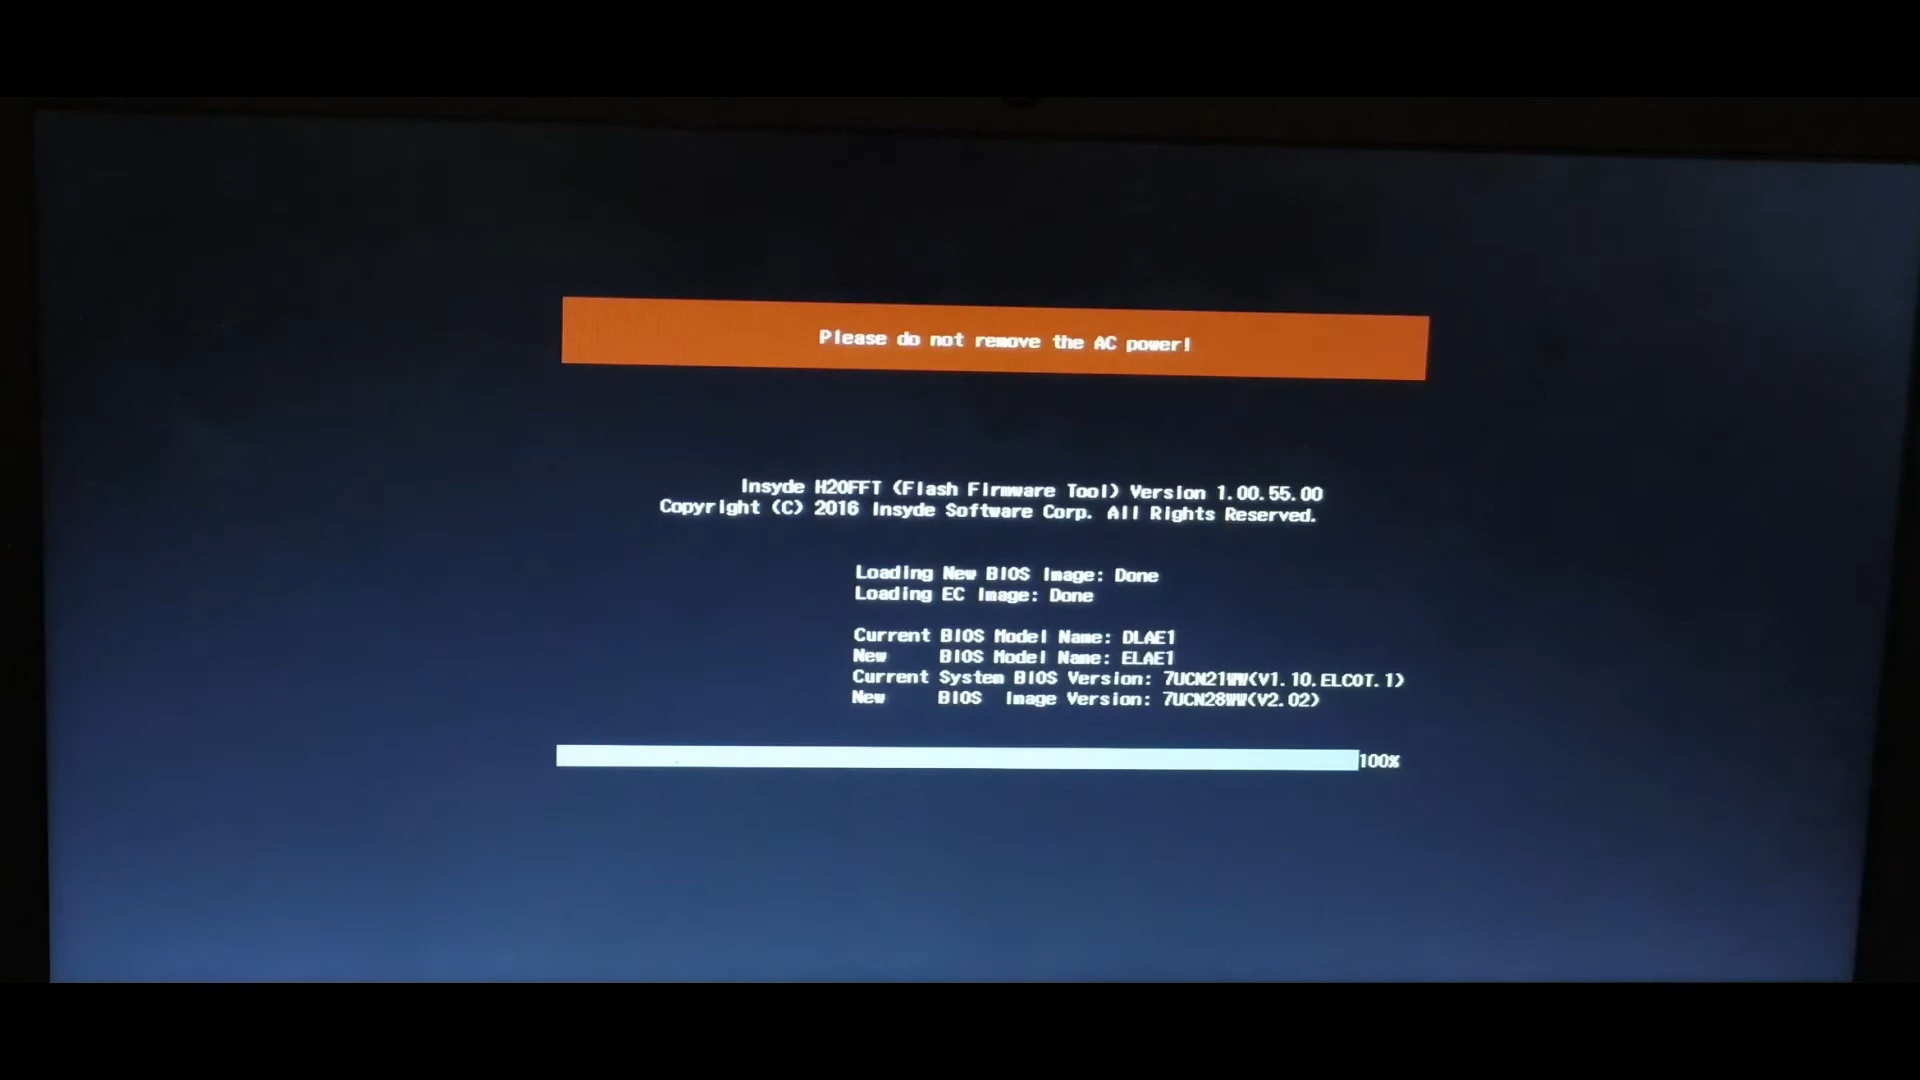 Please do not remove the AC power!
Insyde H20FFT (Flash Firmware Tool) Version 1.00.55.00
Copyright (C) 2016 Insyde Software Corp. All Rights Reserved.
Loading New BIOS Image: Done
Loading EC Image: Done
Current BIOS Model Name: DLAE1
New BIOS Model Name: ELAE1
Current System BIOS Version: 7UCN21WW(V1.10.ELCOT.1)
New BIOS Image Version: 7UCN28WW(V2.02)
100%